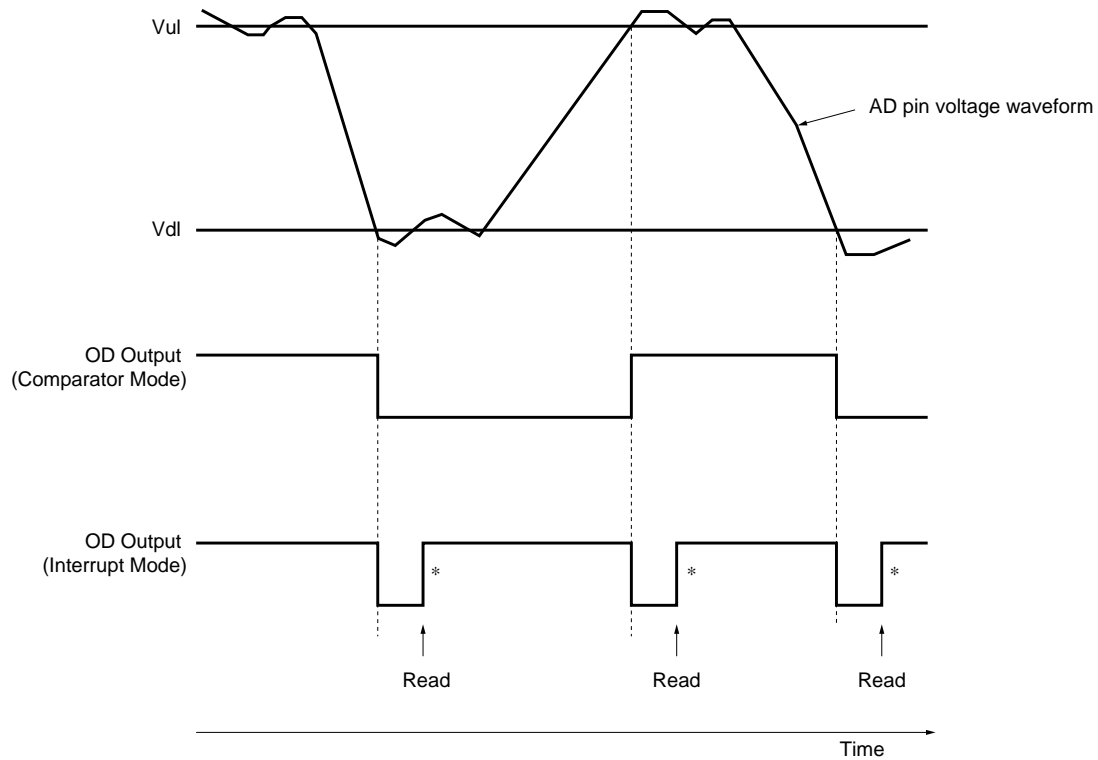 Vul
AD pin voltage waveform
Vdl
OD Output
(Comparator Mode)
OD Output
(Interrupt Mode)
* * *
Read Read Read
Time